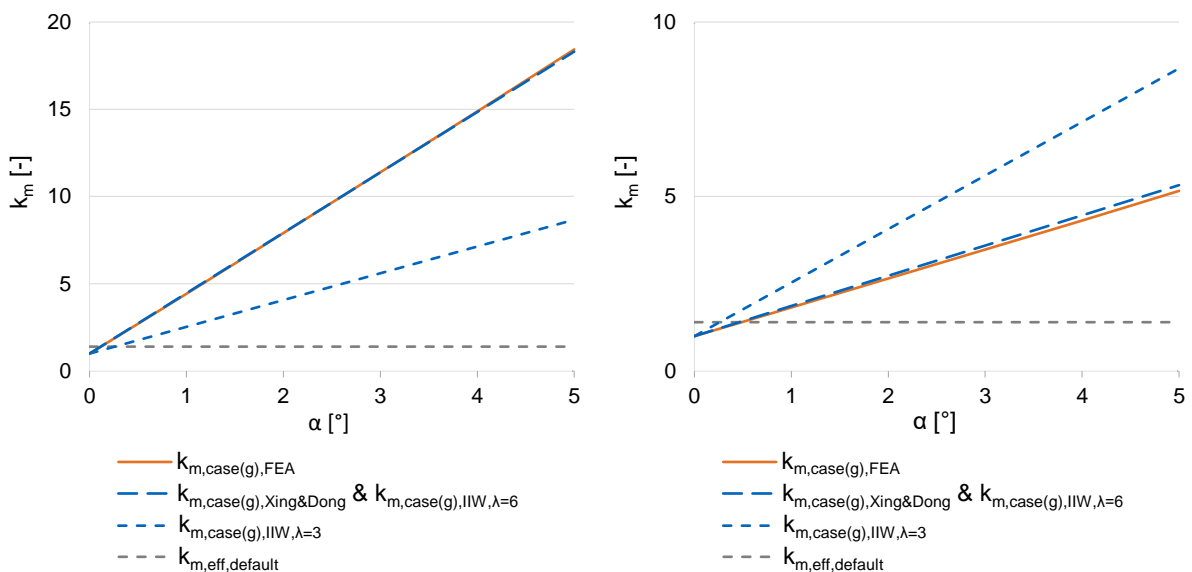 20
15
10
5
0
k_m [-]
0 1 2 3 4 5
α [°]
k_m,case(g),FEA
k_m,case(g),Xing&Dong & k_m,case(g),IIW,λ=6
k_m,case(g),IIW,λ=3
k_m,eff,default
10
5
0
k_m [-]
0 1 2 3 4 5
α [°]
k_m,case(g),FEA
k_m,case(g),Xing&Dong & k_m,case(g),IIW,λ=6
k_m,case(g),IIW,λ=3
k_m,eff,default